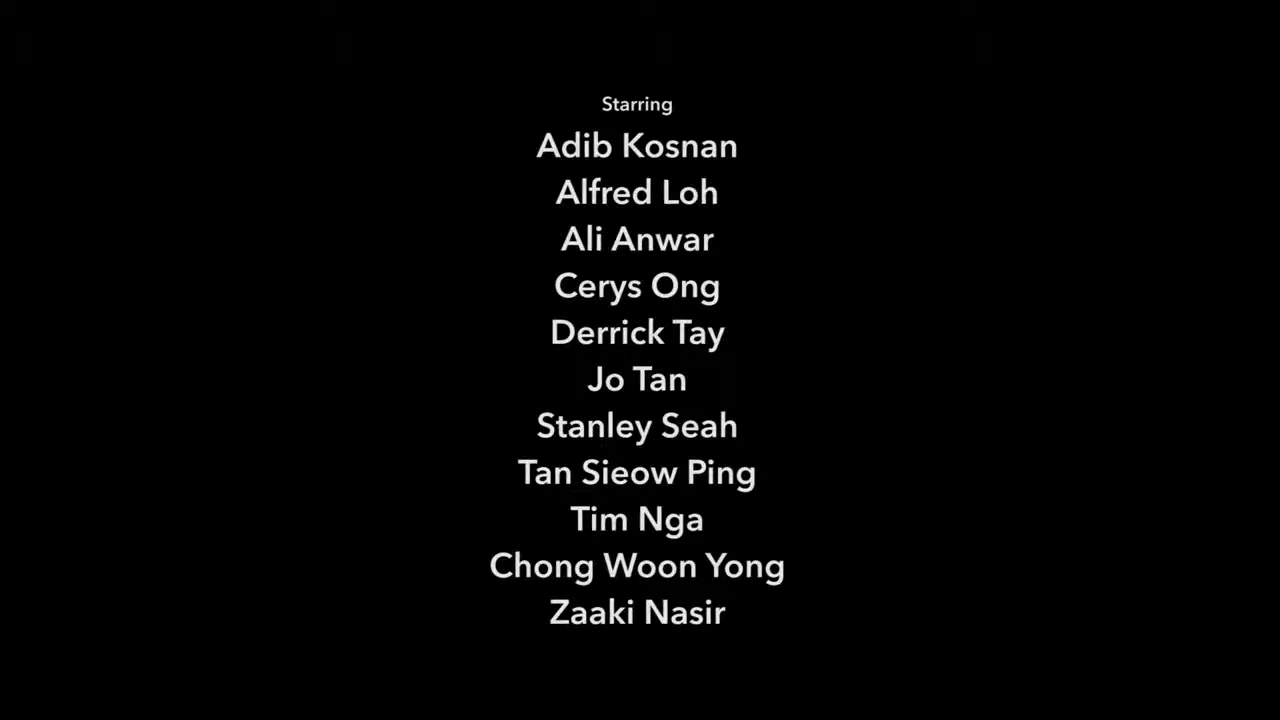 Starring
Adib Kosnan
Alfred Loh
Ali Anwar
Cerys Ong
Derrick Tay
Jo Tan
Stanley Seah
Tan Sieow Ping
Tim Nga
Chong Woon Yong
Zaaki Nasir